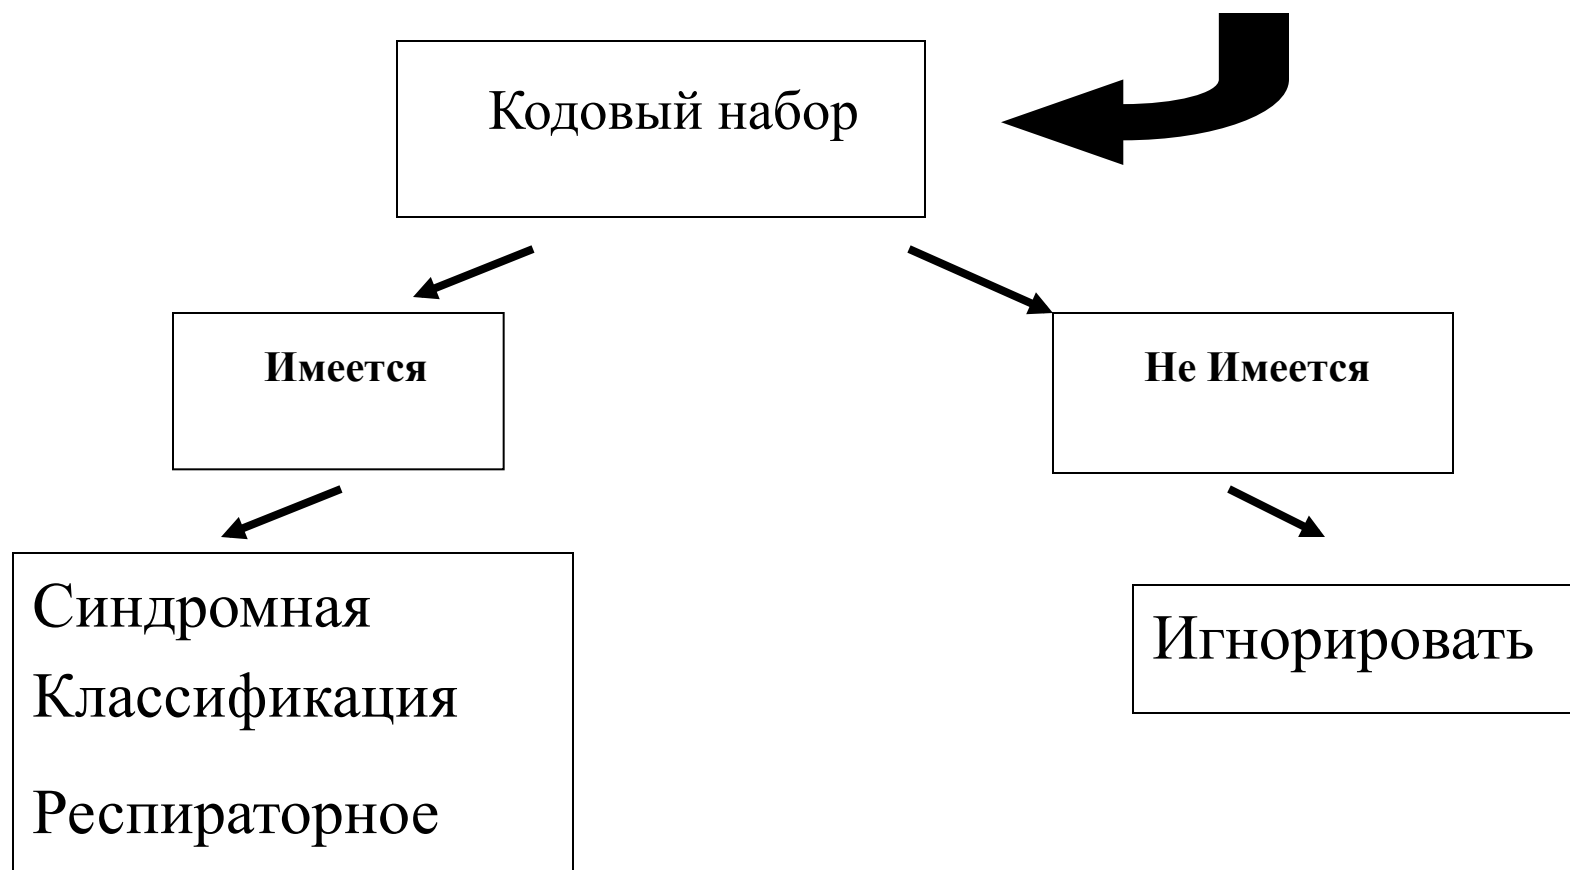 Кодовый набор
Имеется
Не Имеется
Синдромная
Классификация
Респираторное
Игнорировать